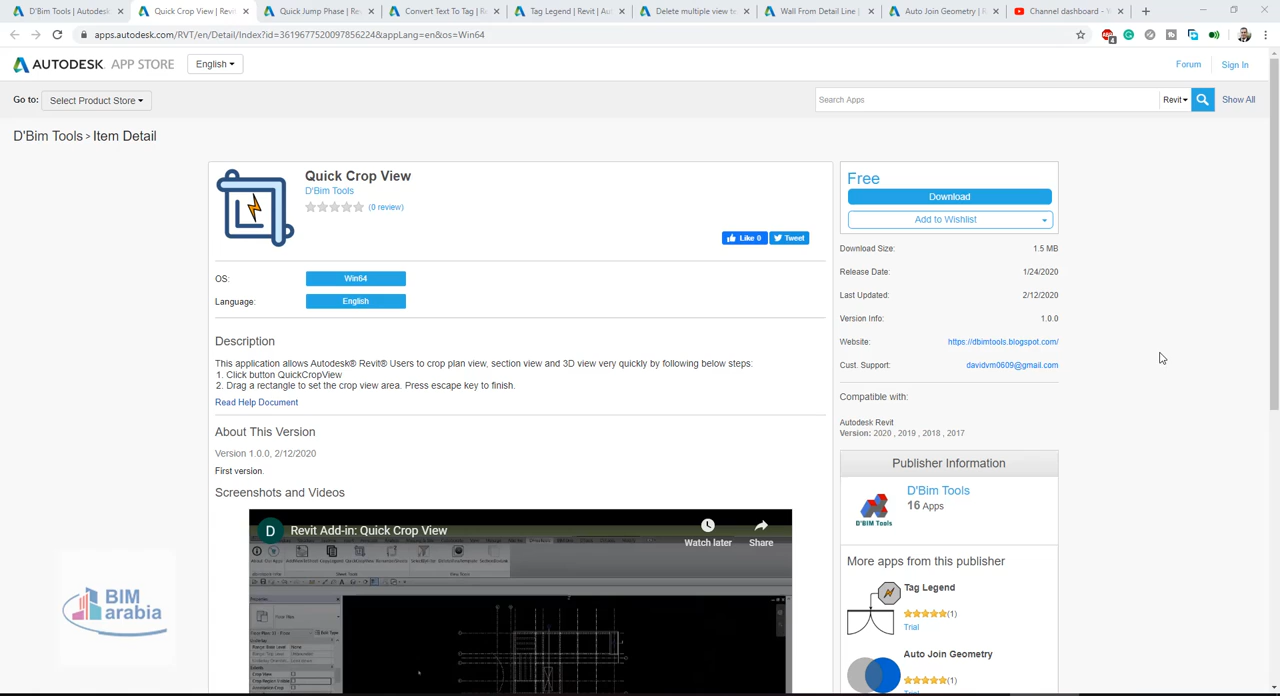 D'Bim Tools | Autodesk
Quick Crop View | Revit
Quick Jump Phase | Re
Convert Text To Tag | R
Tag Legend | Revit | Aut
Delete multiple view te
Wall From Detail Line |
Auto Join Geometry | R
Channel dashboard - Y
apps.autodesk.com/RVT/en/Detail/Index?id=3619677520097856224&appLang=en&os=Win64
AUTODESK APP STORE
English
Forum
Sign In
Go to:
Select Product Store
Search Apps
Revit
Show All
D'Bim Tools > Item Detail
Quick Crop View
D'Bim Tools
(0 review)
Like 0
Tweet
OS:
Win64
Language:
English
Description
This application allows Autodesk® Revit® Users to crop plan view, section view and 3D view very quickly by following below steps:
1. Click button QuickCropView
2. Drag a rectangle to set the crop view area. Press escape key to finish.
Read Help Document
About This Version
Version 1.0.0, 2/12/2020
First version.
Screenshots and Videos
D
Revit Add-in: Quick Crop View
Watch later
Share
Free
Download
Add to Wishlist
Download Size:
1.5 MB
Release Date:
1/24/2020
Last Updated:
2/12/2020
Version Info:
1.0.0
Website:
https://dbimtools.blogspot.com/
Cust. Support:
davidvm0609@gmail.com
Compatible with:
Autodesk Revit
Version: 2020 , 2019 , 2018 , 2017
Publisher Information
D'BIM Tools
D'Bim Tools
16 Apps
More apps from this publisher
Tag Legend
(1)
Trial
Auto Join Geometry
(1)
Trial
BIM
arabia